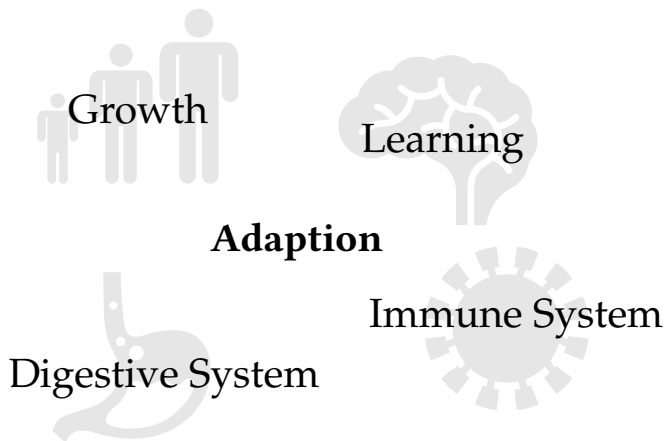 Growth
Learning
Adaption
Immune System
Digestive System